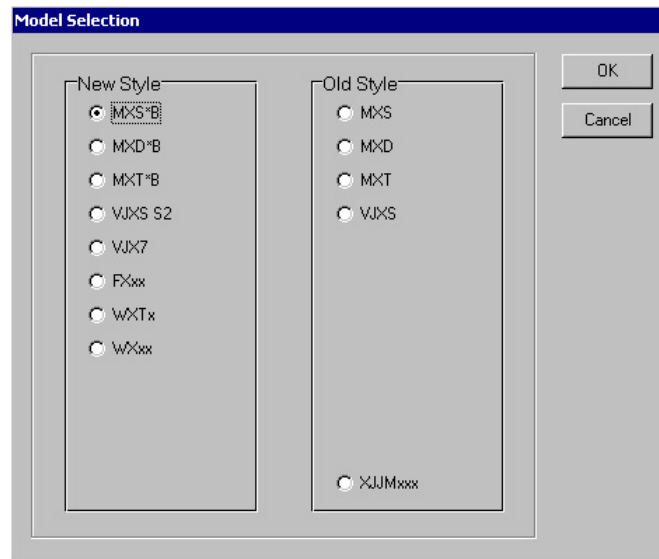 Model Selection
New Style
MXS*B
MXD*B
MXT*B
VJXS S2
VJX7
FXxx
WXTx
WXxx
Old Style
MXS
MXD
MXT
VJXS
XJJMxxx
OK
Cancel